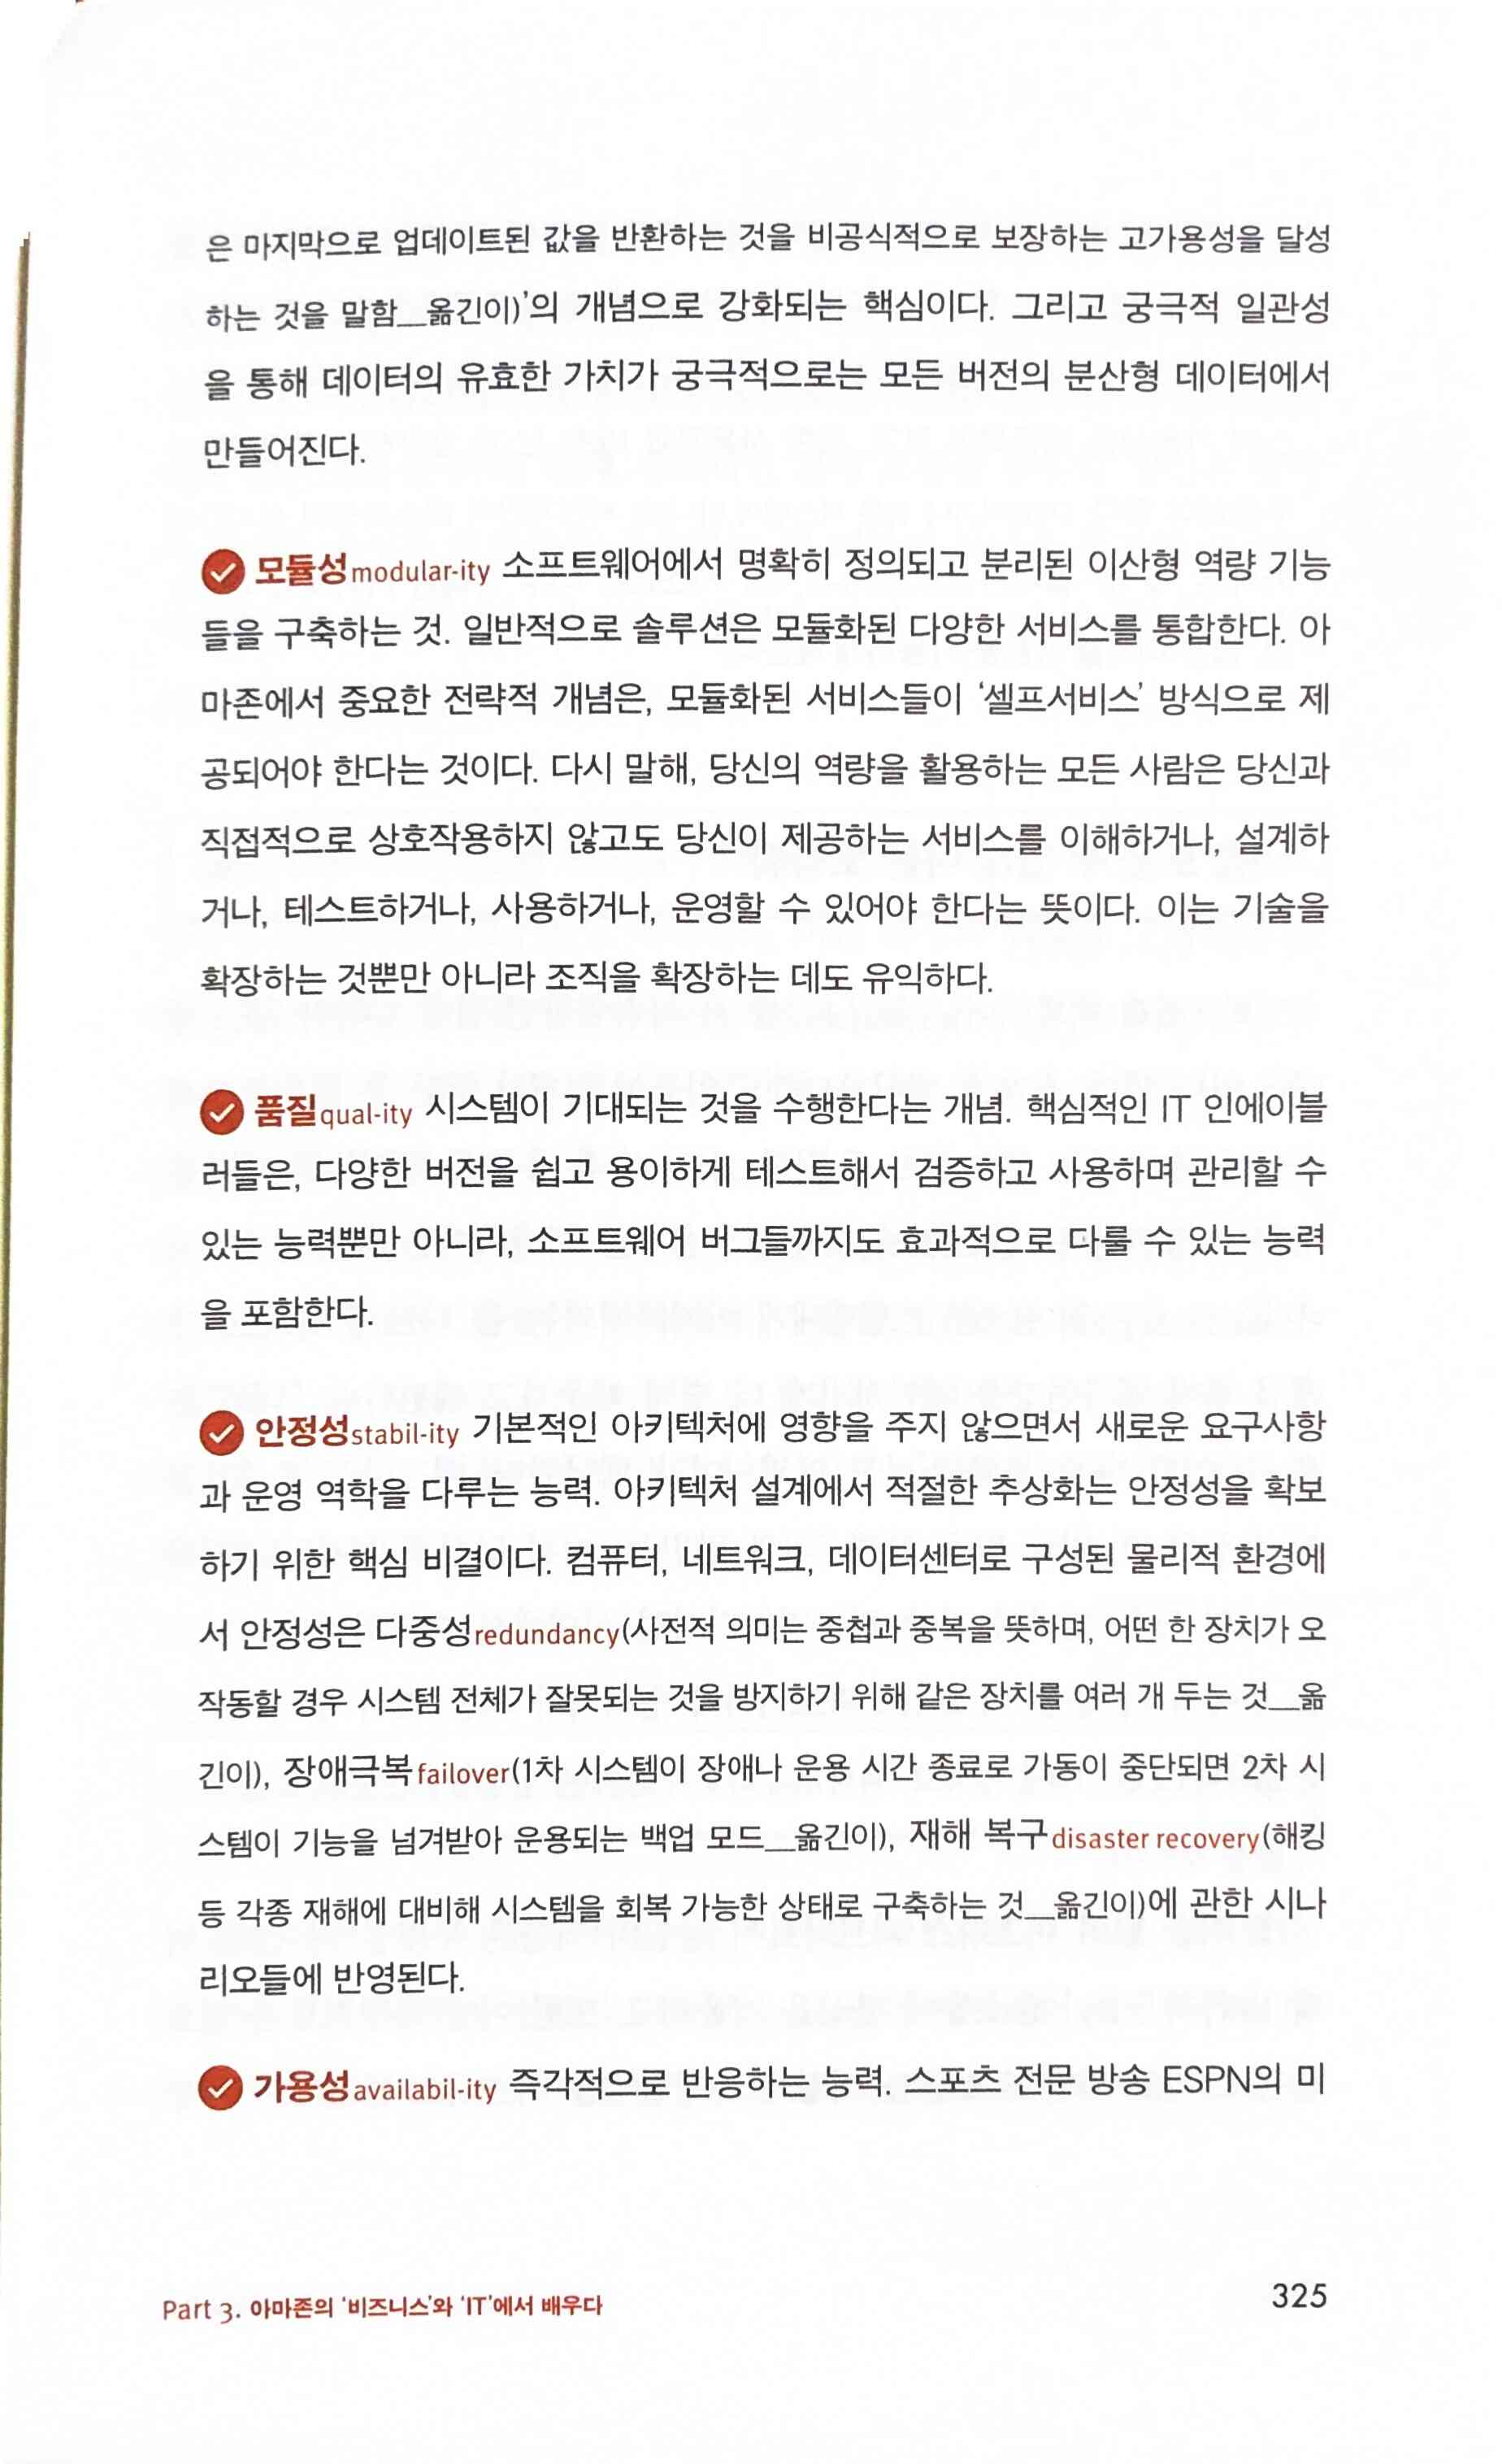 은 마지막으로 업데이트된 값을 반환하는 것을 비공식적으로 보장하는 고가용성을 달성
하는 것을 말함__옮긴이)'의 개념으로 강화되는 핵심이다. 그리고 궁극적 일관성
을 통해 데이터의 유효한 가치가 궁극적으로는 모든 버전의 분산형 데이터에서
만들어진다.
모듈성modular-ity 소프트웨어에서 명확히 정의되고 분리된 이산형 역량 기능
들을 구축하는 것. 일반적으로 솔루션은 모듈화된 다양한 서비스를 통합한다. 아
마존에서 중요한 전략적 개념은, 모듈화된 서비스들이 ‘셀프서비스’ 방식으로 제
공되어야 한다는 것이다. 다시 말해, 당신의 역량을 활용하는 모든 사람은 당신과
직접적으로 상호작용하지 않고도 당신이 제공하는 서비스를 이해하거나, 설계하
거나, 테스트하거나, 사용하거나, 운영할 수 있어야 한다는 뜻이다. 이는 기술을
확장하는 것뿐만 아니라 조직을 확장하는 데도 유익하다.
품질qual-ity 시스템이 기대되는 것을 수행한다는 개념. 핵심적인 IT 인에이블
러들은, 다양한 버전을 쉽고 용이하게 테스트해서 검증하고 사용하며 관리할 수
있는 능력뿐만 아니라, 소프트웨어 버그들까지도 효과적으로 다룰 수 있는 능력
을 포함한다.
안정성stabil-ity 기본적인 아키텍처에 영향을 주지 않으면서 새로운 요구사항
과 운영 역학을 다루는 능력. 아키텍처 설계에서 적절한 추상화는 안정성을 확보
하기 위한 핵심 비결이다. 컴퓨터, 네트워크, 데이터센터로 구성된 물리적 환경에
서 안정성은 다중성redundancy(사전적 의미는 중첩과 중복을 뜻하며, 어떤 한 장치가 오
작동할 경우 시스템 전체가 잘못되는 것을 방지하기 위해 같은 장치를 여러 개 두는 것__옮
긴이), 장애극복failover(1차 시스템이 장애나 운용 시간 종료로 가동이 중단되면 2차 시
스템이 기능을 넘겨받아 운용되는 백업 모드__옮긴이), 재해 복구disaster recovery(해킹
등 각종 재해에 대비해 시스템을 회복 가능한 상태로 구축하는 것__옮긴이)에 관한 시나
리오들에 반영된다.
가용성availabil-ity 즉각적으로 반응하는 능력. 스포츠 전문 방송 ESPN의 미
Part 3. 아마존의 ‘비즈니스’와 ‘IT’에서 배우다
325